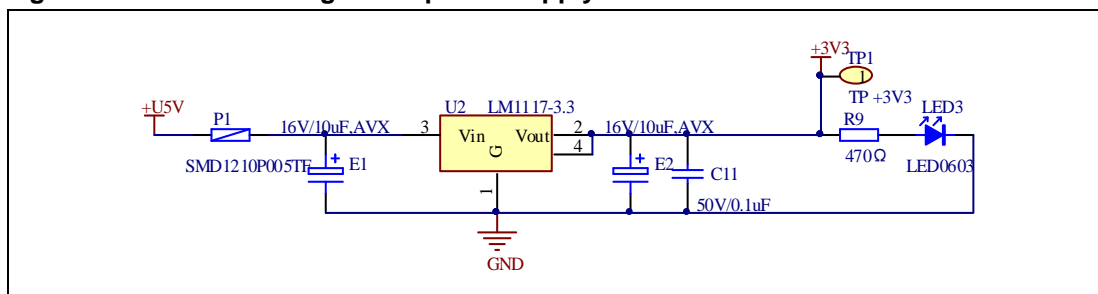 +3V3
TP1
1
TP +3V3
+U5V
P1
16V/10uF,AVX
SMD1210P005TF
E1
U2
LM1117-3.3
3
Vin
Vout
G
2
4
1
16V/10uF,AVX
E2
C11
50V/0.1uF
R9
470Ω
LED3
LED0603
GND